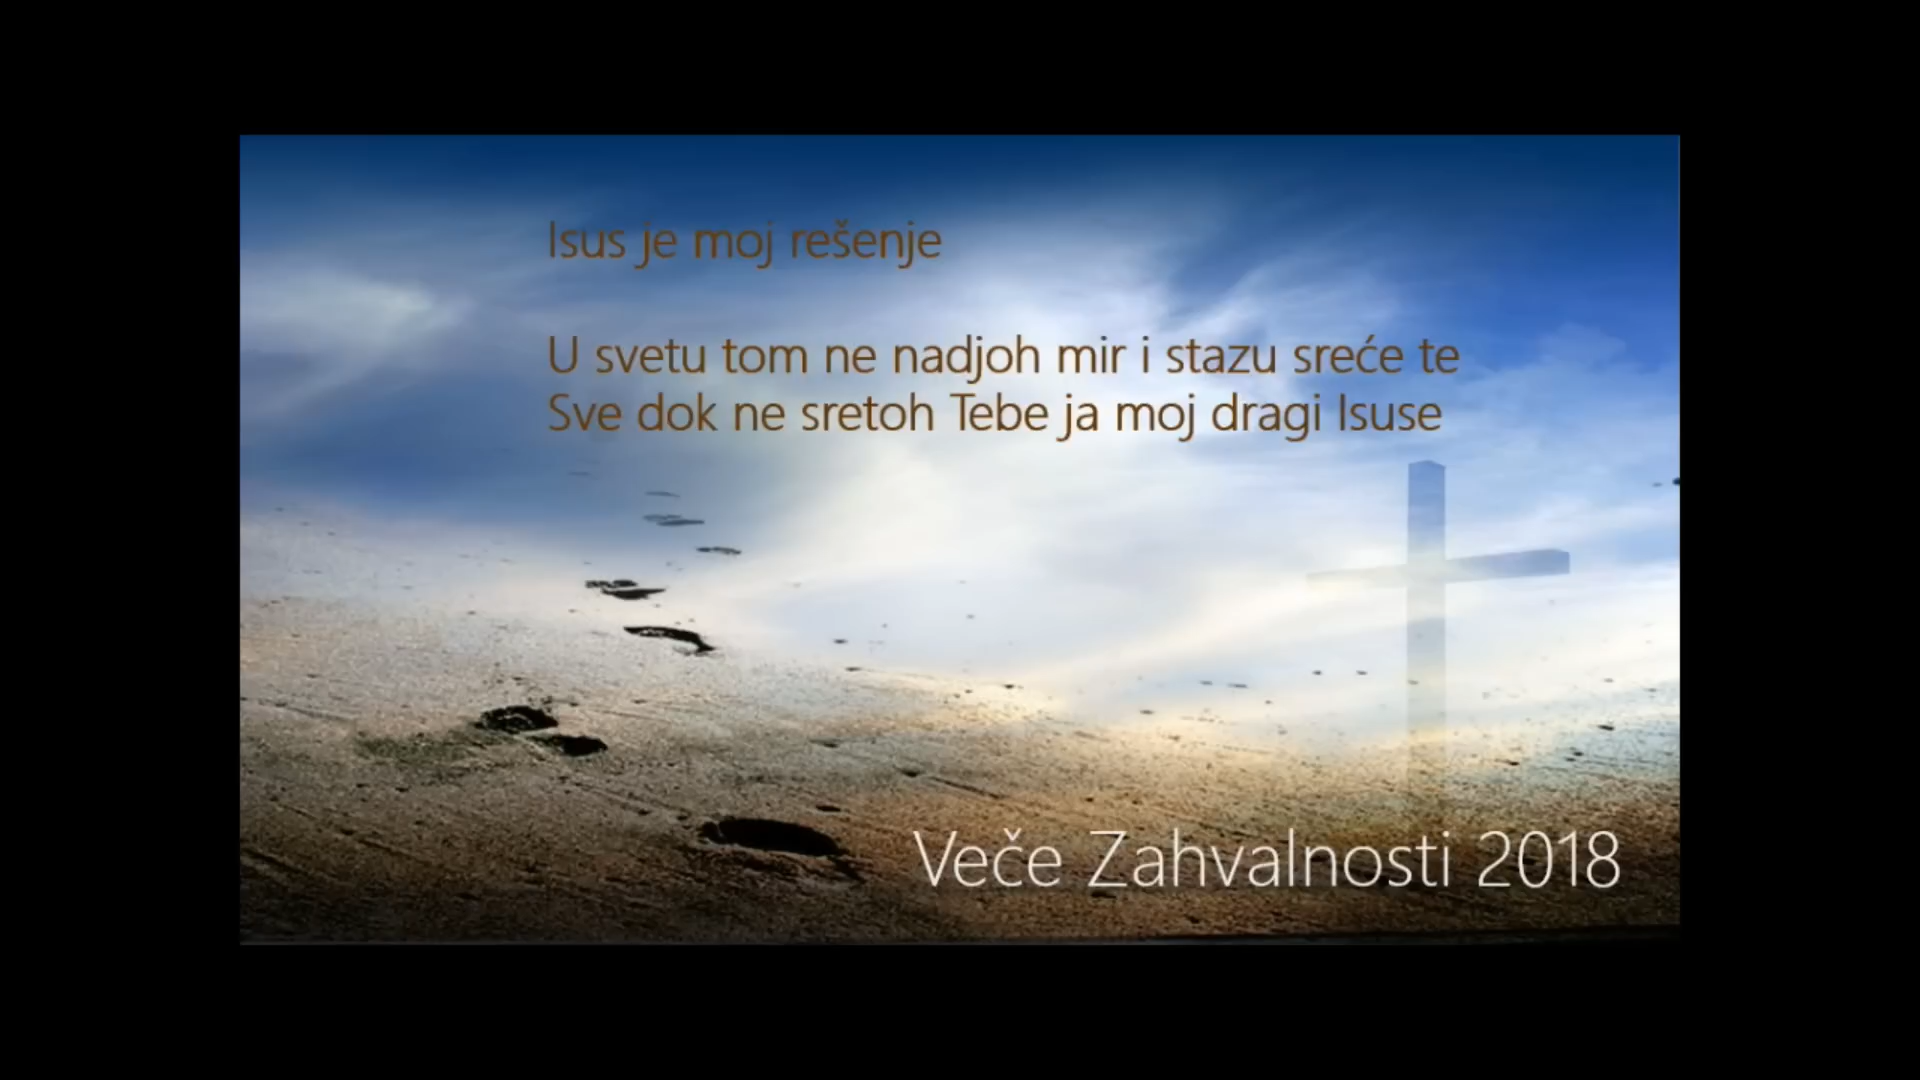 Isus je moj rešenje
U svetu tom ne nadjoh mir i stazu sreće te
Sve dok ne sretoh Tebe ja moj dragi Isuse
Veče Zahvalnosti 2018